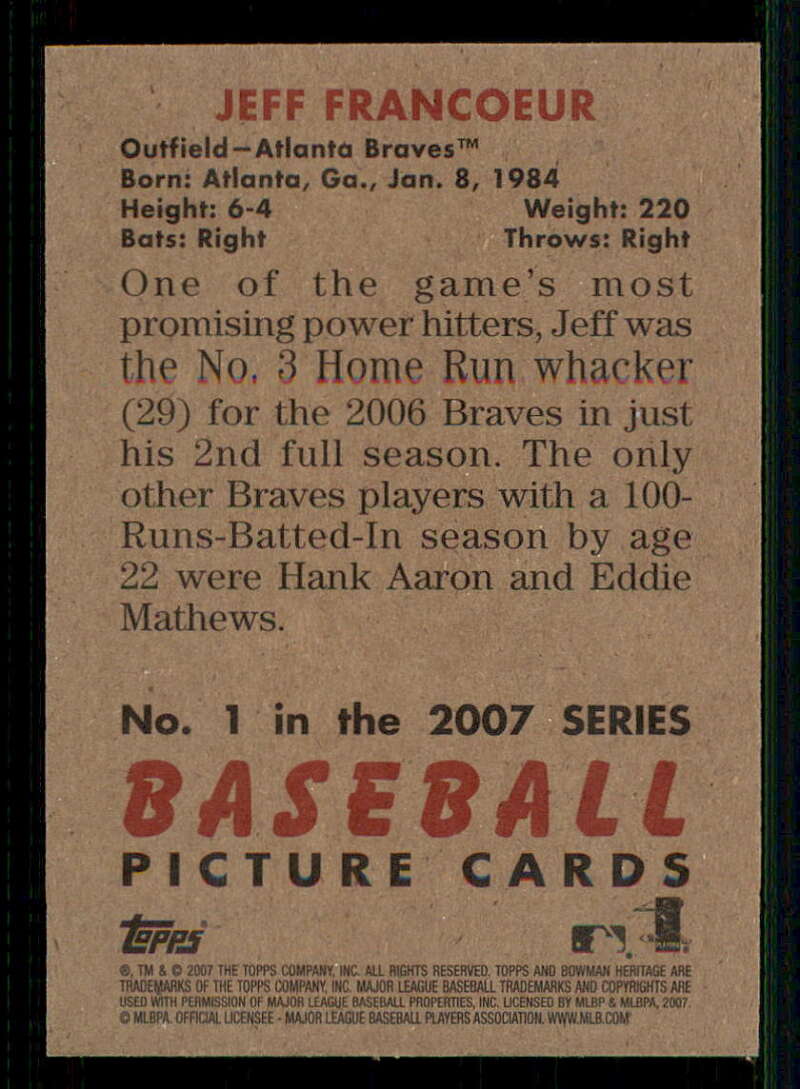 JEFF FRANCOEUR
Outfield—Atlanta Braves™
Born: Atlanta, Ga., Jan. 8, 1984
Height: 6-4 Weight: 220
Bats: Right Throws: Right
One of the game's most
promising power hitters, Jeff was
the No. 3 Home Run whacker
(29) for the 2006 Braves in just
his 2nd full season. The only
other Braves players with a 100-
Runs-Batted-In season by age
22 were Hank Aaron and Eddie
Mathews.
No. 1 in the 2007 SERIES
BASEBALL
PICTURE CARDS
Topps
®, TM & © 2007 THE TOPPS COMPANY, INC. ALL RIGHTS RESERVED. TOPPS AND BOWMAN HERITAGE ARE
TRADEMARKS OF THE TOPPS COMPANY, INC. MAJOR LEAGUE BASEBALL TRADEMARKS AND COPYRIGHTS ARE
USED WITH PERMISSION OF MAJOR LEAGUE BASEBALL PROPERTIES, INC. LICENSED BY MLBP & MLBPA, 2007.
© MLBPA. OFFICIAL LICENSEE - MAJOR LEAGUE BASEBALL PLAYERS ASSOCIATION. WWW.MLB.COM